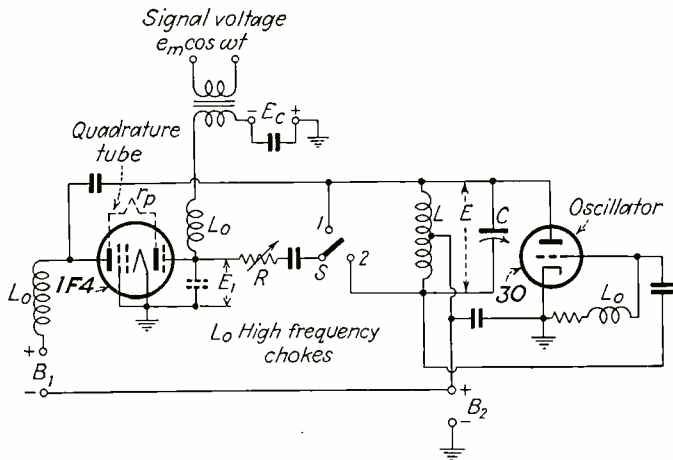 Signal voltage
e_m cos ωt
- E_C +
Quadrature
tube
r_p
L_O
1
L
E
C
Oscillator
2
S
R
E_1
1F4
L_O
30
L_O
L_O High frequency
chokes
+
B_1
-
+
B_2
-